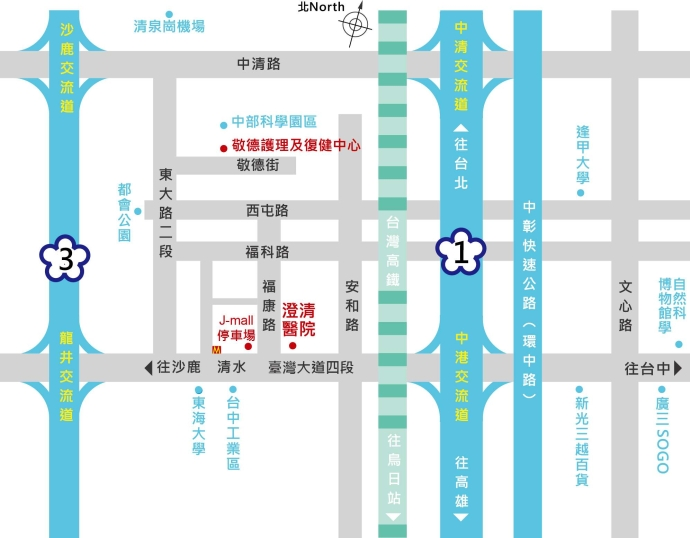 北North
清泉崗機場
沙鹿交流道
中清路
中清交流道
往台北
中部科學園區
敬德護理及復健中心
敬德街
逢甲大學
都會公園
東大路二段
西屯路
福科路
台灣高鐵
中彰快速公路（環中路）
3
1
福康路
安和路
文心路
自然科
博物館學
J-mall
停車場
澄清
醫院
M
龍井交流道
中港交流道
往沙鹿
清水
臺灣大道四段
往台中
東海大學
台中工業區
往烏日站
往高雄
新光三越百貨
廣三SOGO